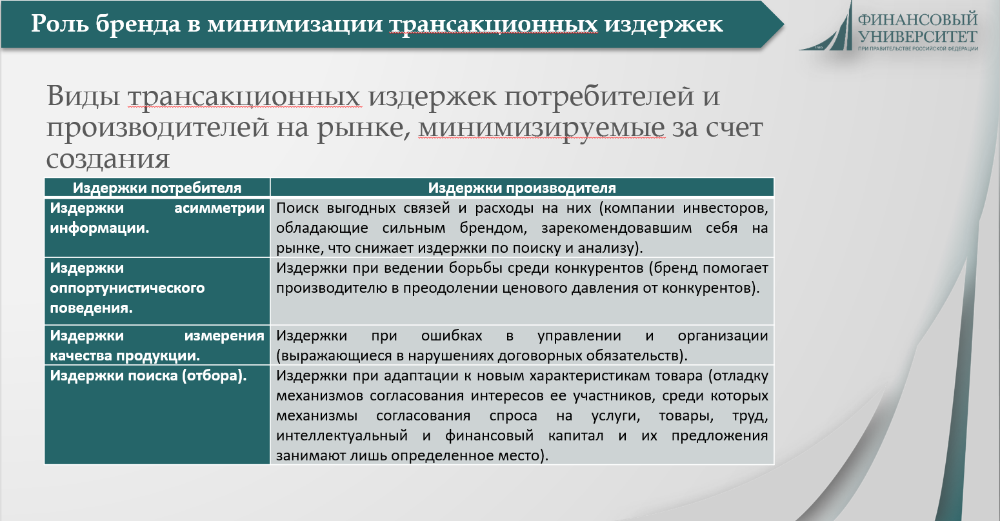 Роль бренда в минимизации трансакционных издержек
ФИНАНСОВЫЙ
УНИВЕРСИТЕТ
ПРИ ПРАВИТЕЛЬСТВЕ РОССИЙСКОЙ ФЕДЕРАЦИИ
1919
Виды трансакционных издержек потребителей и
производителей на рынке, минимизируемые за счет
создания
Издержки потребителя
Издержки производителя
Издержки асимметрии
информации.
Поиск выгодных связей и расходы на них (компании инвесторов,
обладающие сильным брендом, зарекомендовавшим себя на
рынке, что снижает издержки по поиску и анализу).
Издержки
оппортунистического
поведения.
Издержки при ведении борьбы среди конкурентов (бренд помогает
производителю в преодолении ценового давления от конкурентов).
Издержки измерения
качества продукции.
Издержки при ошибках в управлении и организации
(выражающиеся в нарушениях договорных обязательств).
Издержки поиска (отбора).
Издержки при адаптации к новым характеристикам товара (отладку
механизмов согласования интересов ее участников, среди которых
механизмы согласования спроса на услуги, товары, труд,
интеллектуальный и финансовый капитал и их предложения
занимают лишь определенное место).